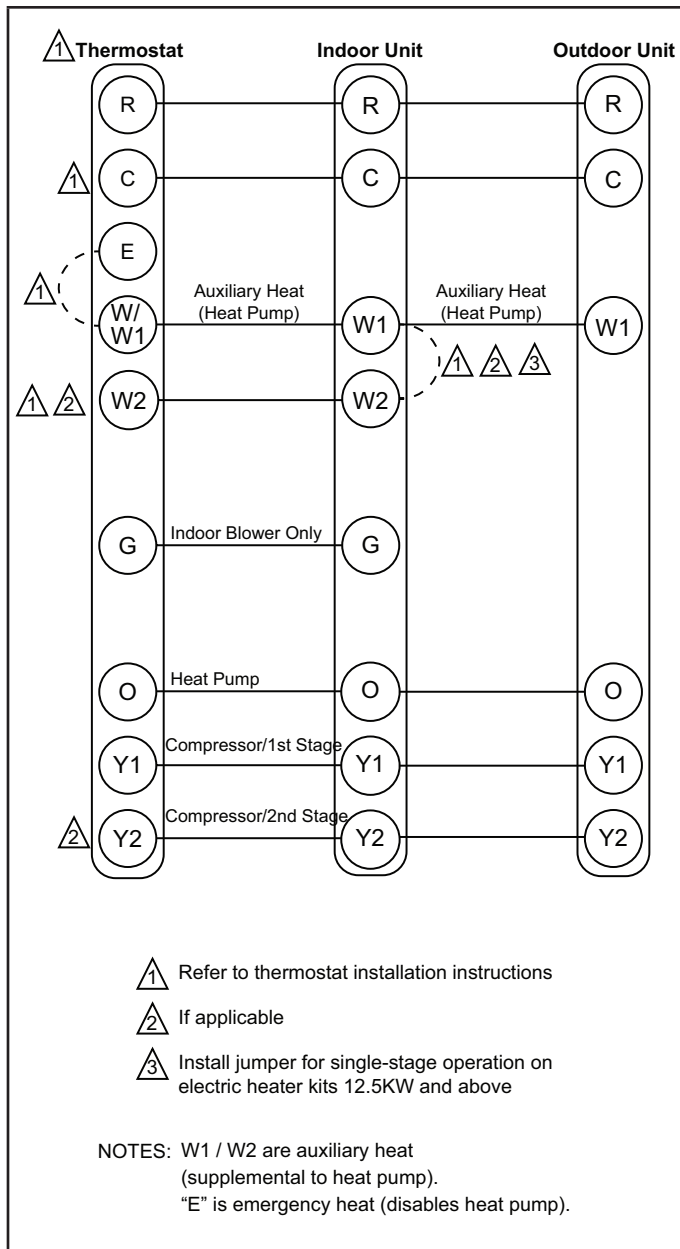 1 Thermostat Indoor Unit Outdoor Unit
R R R
1 C C C
E
1
Auxiliary Heat Auxiliary Heat
(Heat Pump) (Heat Pump)
W/
W1 W1 W1
1 2 3
1 2 W2 W2
Indoor Blower Only
G G
Heat Pump
O O O
Compressor/1st Stage
Y1 Y1 Y1
Compressor/2nd Stage
2 Y2 Y2 Y2
1 Refer to thermostat installation instructions
2 If applicable
3 Install jumper for single-stage operation on
electric heater kits 12.5KW and above
NOTES: W1 / W2 are auxiliary heat
(supplemental to heat pump).
“E” is emergency heat (disables heat pump).